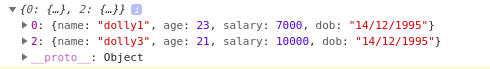 ▼{0: {…}, 2: {…}} i
▶0: {name: "dolly1", age: 23, salary: 7000, dob: "14/12/1995"}
▶2: {name: "dolly3", age: 21, salary: 10000, dob: "14/12/1995"}
▶__proto__: Object